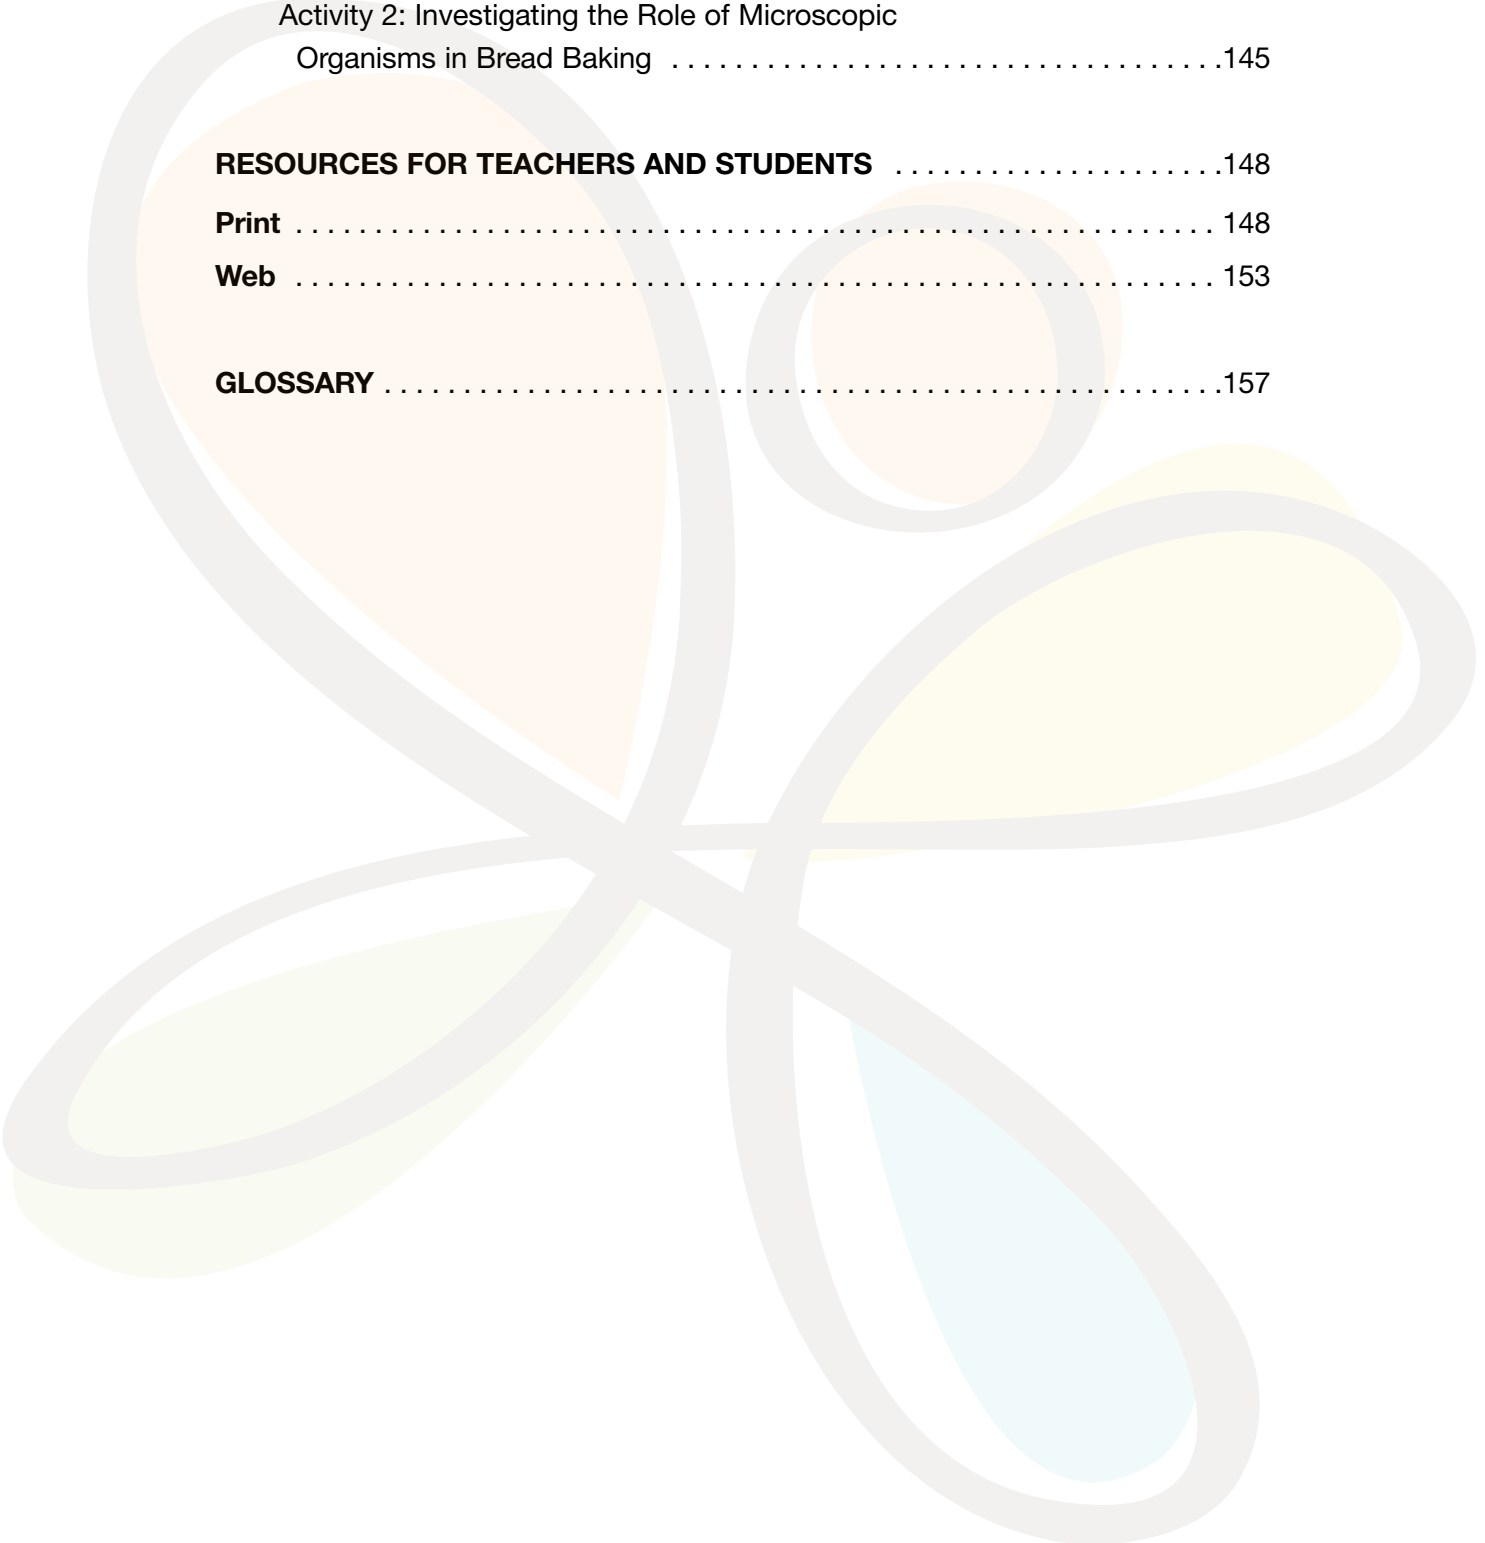 Activity 2: Investigating the Role of Microscopic
Organisms in Bread Baking ...................................145
RESOURCES FOR TEACHERS AND STUDENTS .....................148
Print .......................................................... 148
Web .......................................................... 153
GLOSSARY .....................................................157